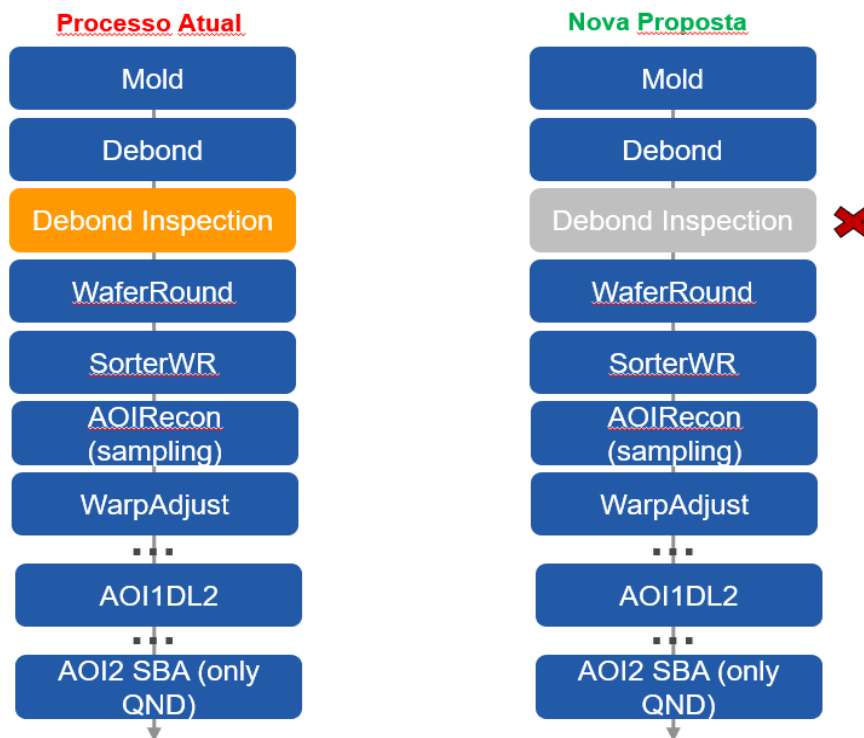 Processo Atual
Mold
Debond
Debond Inspection
WaferRound
SorterWR
AOIRecon
(sampling)
WarpAdjust
...
AOI1DL2
...
AOI2 SBA (only
QND)
Nova Proposta
Mold
Debond
Debond Inspection
WaferRound
SorterWR
AOIRecon
(sampling)
WarpAdjust
...
AOI1DL2
...
AOI2 SBA (only
QND)